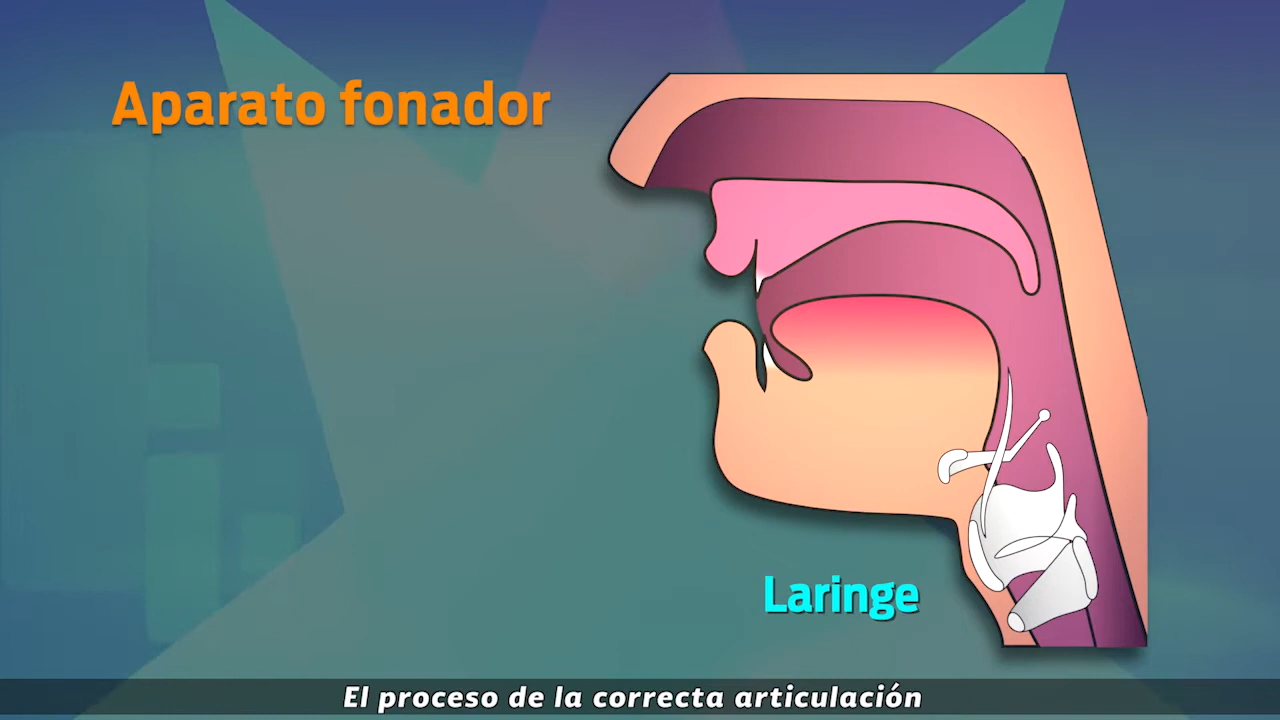 Aparato fonador
Laringe
El proceso de la correcta articulación